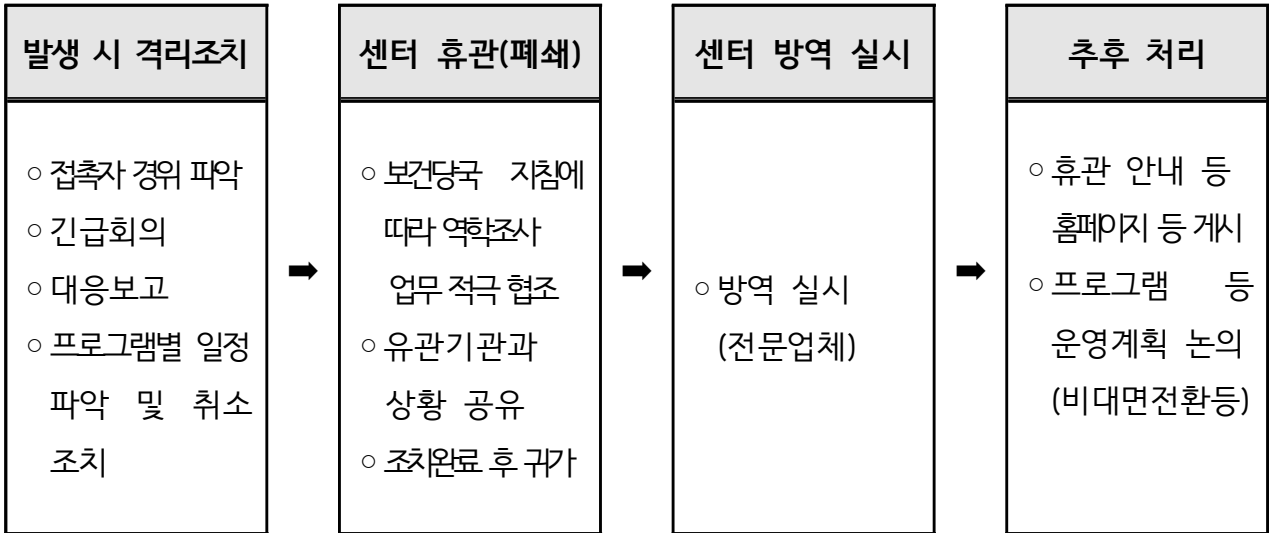 발생 시 격리조치
○ 접촉자 경위 파악
○ 긴급회의
○ 대응보고
○ 프로그램별 일정
파악 및 취소
조치
➡
센터 휴관(폐쇄)
○ 보건당국 지침에
따라 역학조사
업무 적극 협조
○ 유관기관과
상황 공유
○ 조치완료 후 귀가
➡
센터 방역 실시
○ 방역 실시
(전문업체)
➡
추후 처리
○ 휴관 안내 등
홈페이지 등 게시
○ 프로그램 등
운영계획 논의
(비대면전환등)